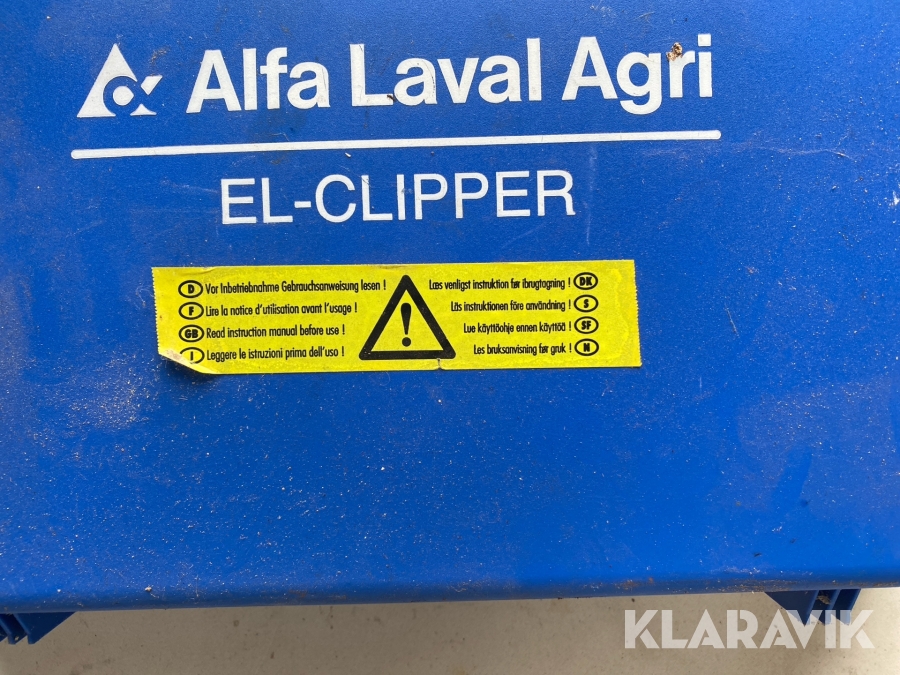 Alfa Laval Agri
EL-CLIPPER
D Vor Inbetriebnahme Gebrauchsanweisung lesen !
F Lire la notice d'utilisation avant l'usage !
GB Read instruction manual before use !
I Leggere le istruzioni prima dell'uso !
!
Læs venligst instruktion før ibrugtagning ! DK
Läs instruktionen före användning ! S
Lue käyttöohje ennen käyttöä ! SF
Les bruksanvisning før gruk ! N
KLARAVIK